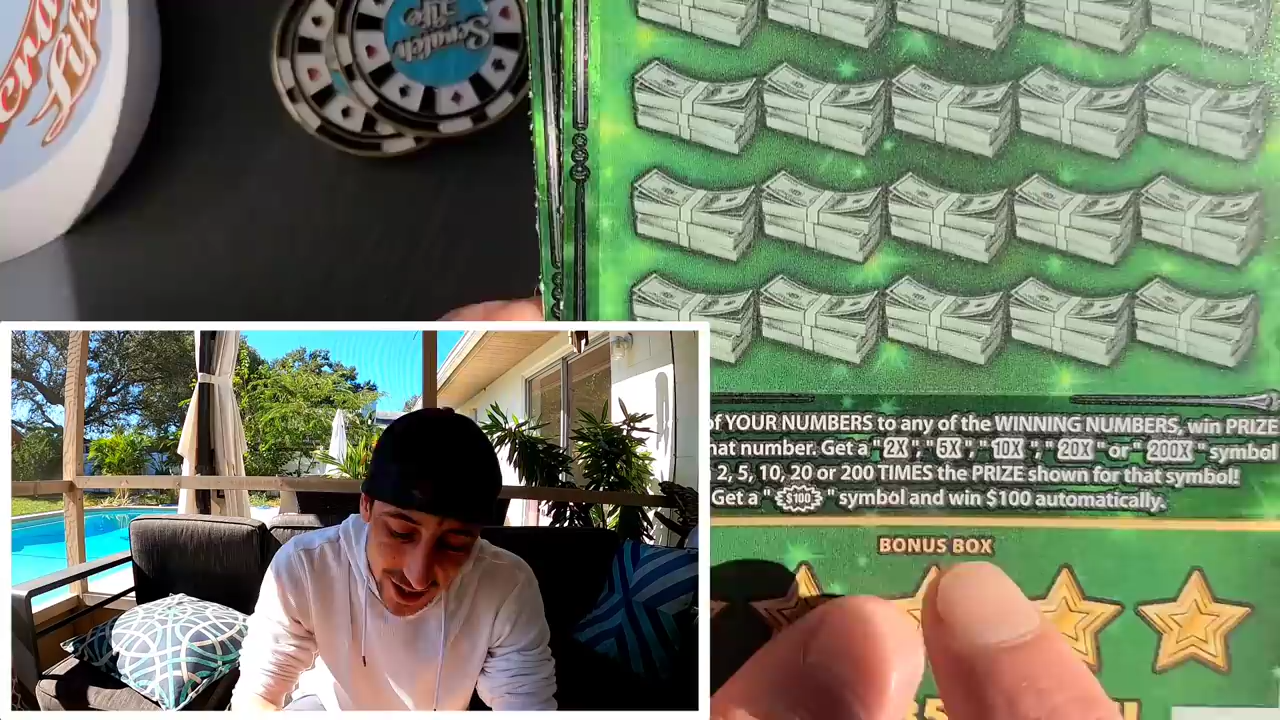 Scratch
Life
of YOUR NUMBERS to any of the WINNING NUMBERS, win PRIZE
hat number. Get a "2X", "5X", "10X", "20X" or "200X" symbol
2, 5, 10, 20 or 200 TIMES the PRIZE shown for that symbol!
Get a "$100" symbol and win $100 automatically.
BONUS BOX